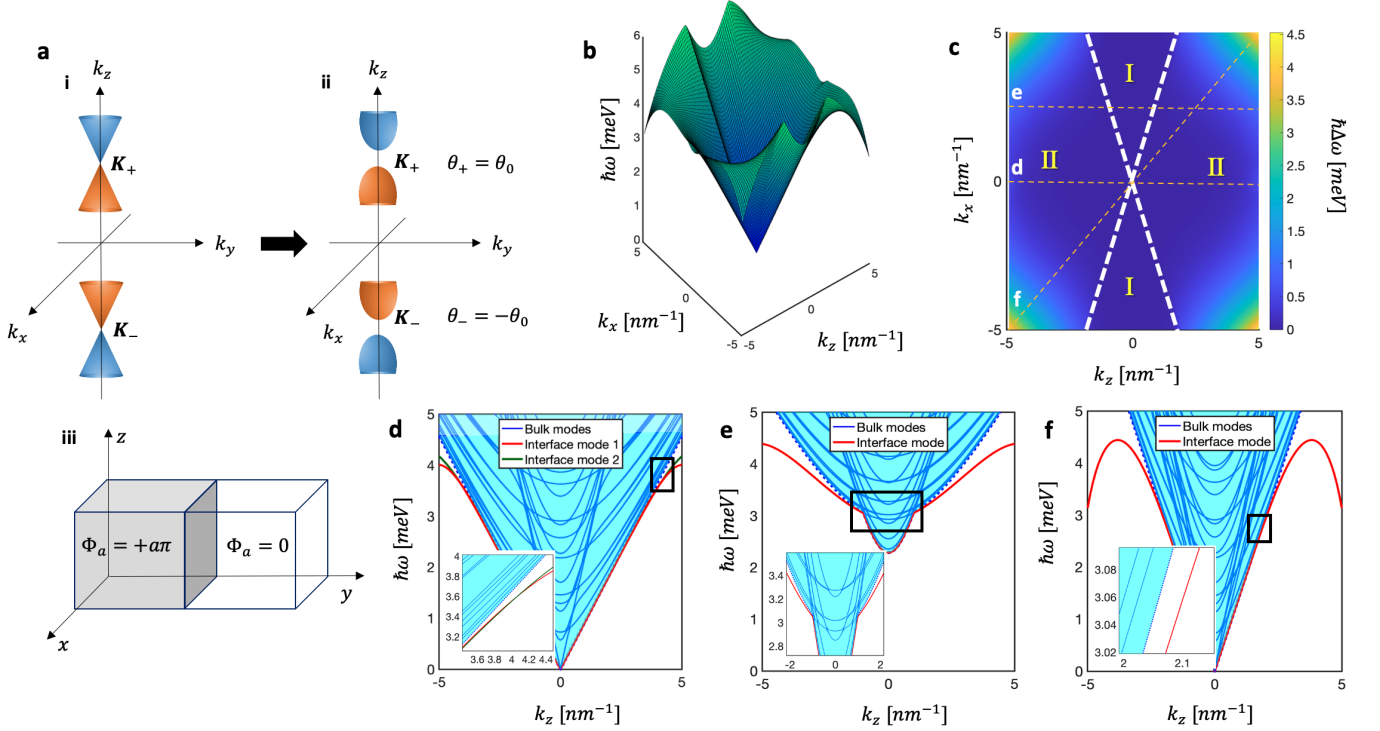 a
i
k_z
K_+
k_y
k_x
K_-
ii
k_z
K_+
θ_+ = θ_0
k_y
k_x
K_-
θ_- = -θ_0
iii
z
Φ_a = +aπ
Φ_a = 0
y
x
b
ħω [meV]
6
5
4
3
2
1
0
5
0
-5
k_x [nm^-1]
-5
0
5
k_z [nm^-1]
c
k_x [nm^-1]
5
0
-5
e
d
f
I
II
II
I
-5
0
5
k_z [nm^-1]
4.5
4
3.5
3
2.5
2
1.5
1
0.5
0
ħΔω [meV]
d
ħω [meV]
5
4
3
2
1
0
Bulk modes
Interface mode 1
Interface mode 2
4
3.8
3.6
3.4
3.2
3.6 3.8 4 4.2 4.4
-5 0 5
k_z [nm^-1]
e
ħω [meV]
5
4
3
2
1
0
Bulk modes
Interface mode
3.4
3.2
3
2.8
-2 0 2
-5 0 5
k_z [nm^-1]
f
ħω [meV]
5
4
3
2
1
0
Bulk modes
Interface mode
3.08
3.06
3.04
3.02
2 2.1
-5 0 5
k_z [nm^-1]